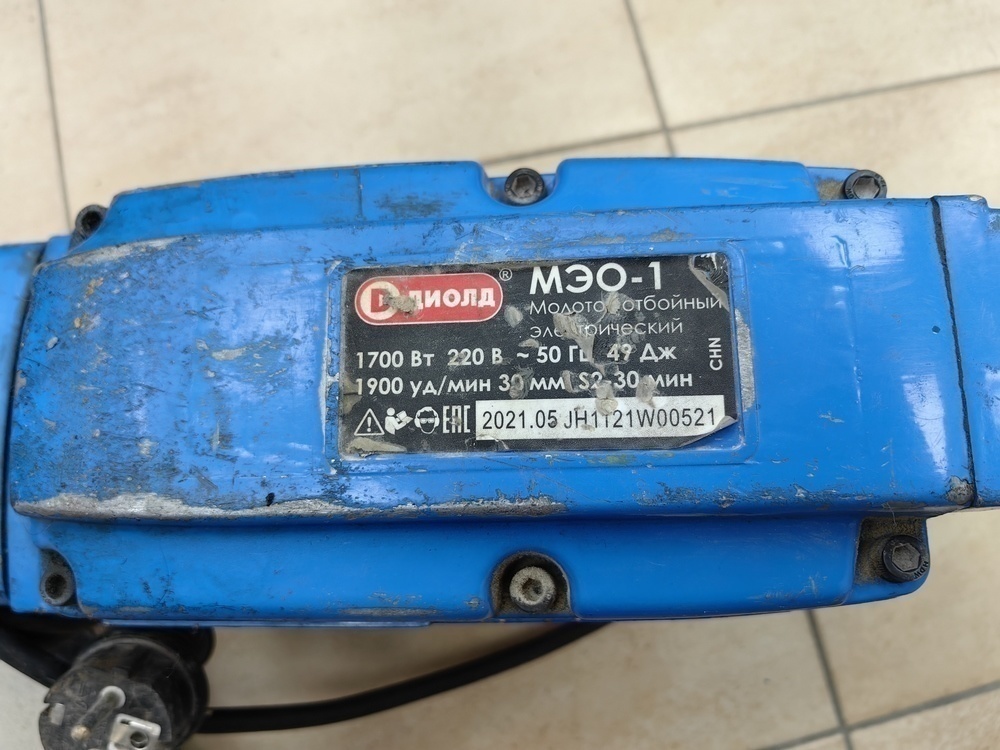 ДИОЛД ®
МЭО-1
Молоток отбойный
электрический
1700 Вт 220 В ~ 50 Гц 49 Дж
1900 уд/мин 30 мм S2-30 мин
EAC 2021.05 JH1121W00521
CHN